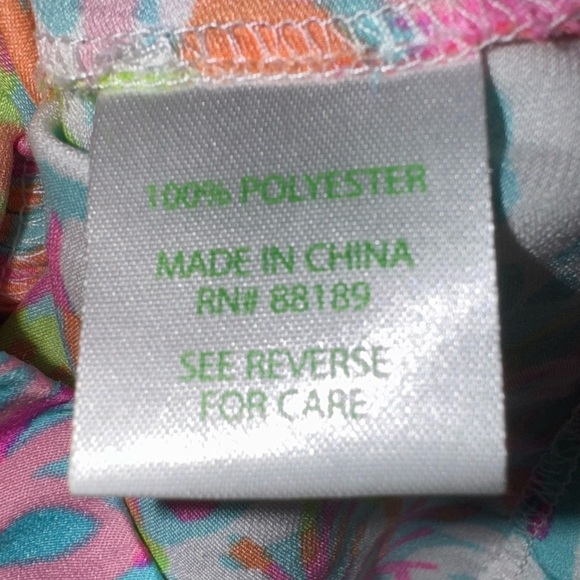 100% POLYESTER
MADE IN CHINA
RN# 88189
SEE REVERSE
FOR CARE